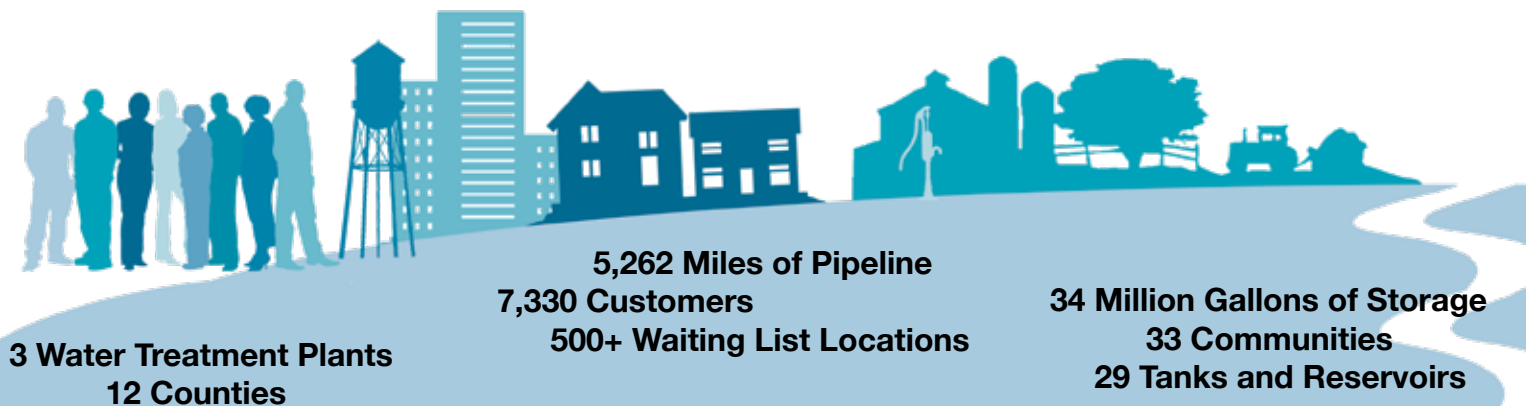 5,262 Miles of Pipeline
7,330 Customers
500+ Waiting List Locations
34 Million Gallons of Storage
33 Communities
29 Tanks and Reservoirs
3 Water Treatment Plants
12 Counties